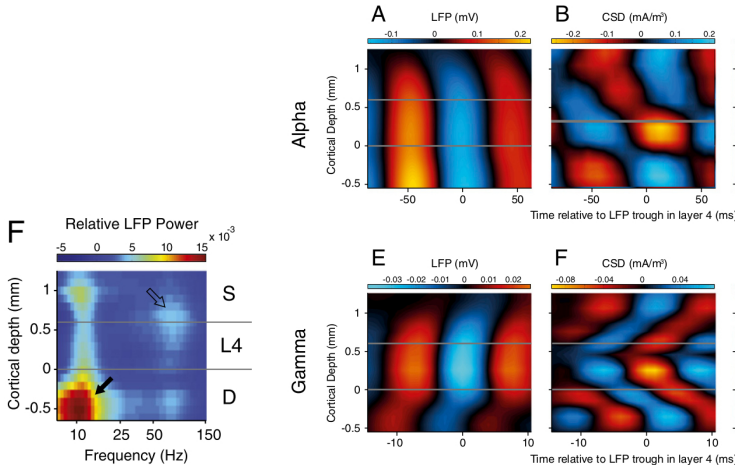 A
LFP (mV)
-0.1 0 0.1
B
CSD (mA/m³)
-0.2 -0.1 0 0.1 0.2
Alpha
Cortical Depth (mm)
1
0.5
0
-0.5
-50 0 50
-50 0 50
Time relative to LFP trough in layer 4 (ms)
F
Relative LFP Power
x 10⁻³
-5 0 5 10 15
Cortical depth (mm)
1
0.5
0
-0.5
S
L4
D
10 25 50 150
Frequency (Hz)
E
LFP (mV)
-0.03 -0.01 0 0.01 0.02
F
CSD (mA/m³)
-0.08 -0.04 0 0.04
Gamma
Cortical Depth (mm)
1
0.5
0
-0.5
-10 0 10
-10 0 10
Time relative to LFP trough in layer 4 (ms)